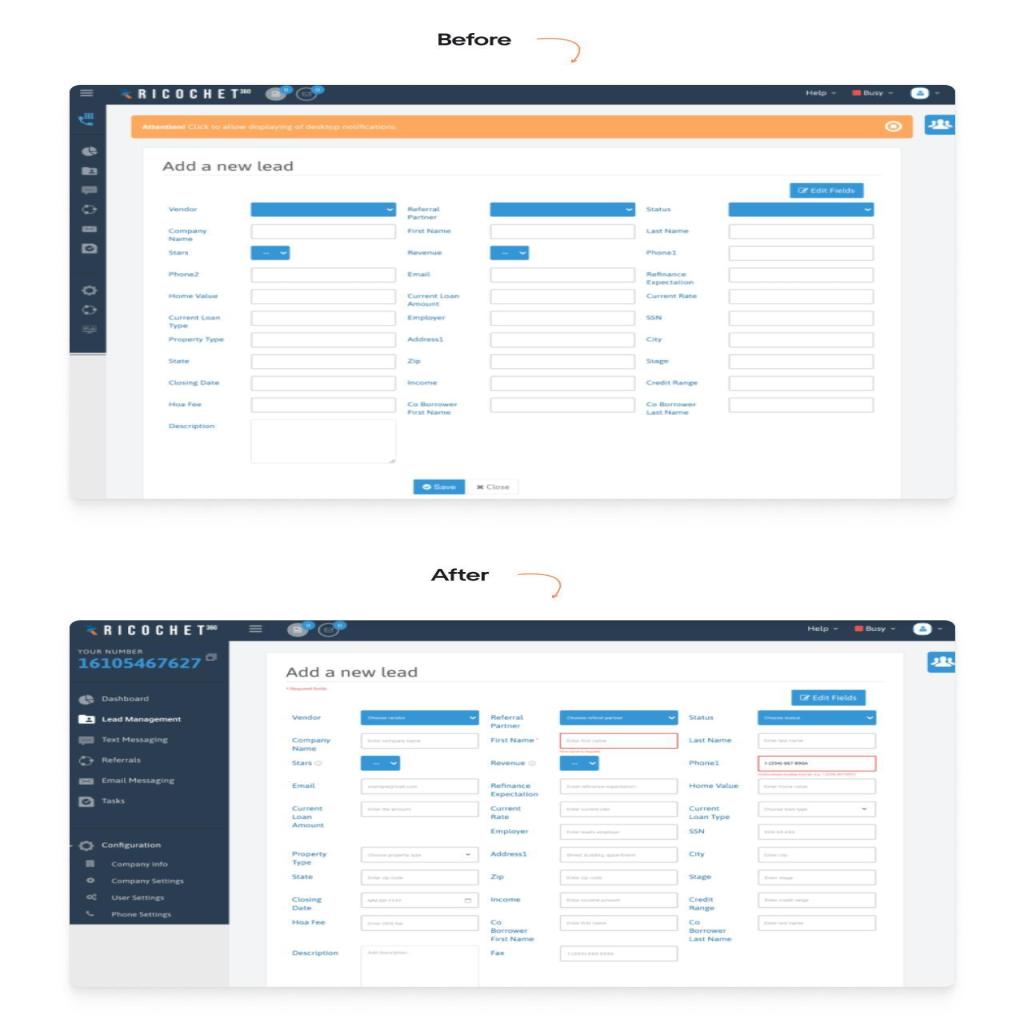 Before
RICOCHET360
Help
Busy
Attention! Click to allow displaying of desktop notifications.
Add a new lead
Edit Fields
Vendor
Referral Partner
Status
Company Name
First Name
Last Name
Stars
--
Revenue
--
Phone1
Phone2
Email
Refinance Expectation
Home Value
Current Loan Amount
Current Rate
Current Loan Type
Employer
SSN
Property Type
Address1
City
State
Zip
Stage
Closing Date
Income
Credit Range
Hoa Fee
Co Borrower First Name
Co Borrower Last Name
Description
Save
Close
After
RICOCHET360
Help
Busy
YOUR NUMBER
16105467627
Dashboard
Lead Management
Text Messaging
Referrals
Email Messaging
Tasks
Configuration
Company Info
Company Settings
User Settings
Phone Settings
Add a new lead
* Required fields
Edit Fields
Vendor
Choose vendor
Referral Partner
Choose referral partner
Status
Choose status
Company Name
Enter company name
First Name *
Enter first name
Last Name
Enter last name
Stars
--
Revenue
--
Phone1
Email
example@mail.com
Refinance Expectation
Enter refinance expectation
Home Value
Enter home value
Current Loan Amount
Enter the amount
Current Rate
Enter current rate
Current Loan Type
Choose loan type
Employer
Enter lead's employer
SSN
Property Type
Choose property type
Address1
Street, building, appartment
City
Enter city
State
Enter zip code
Zip
Enter zip code
Stage
Enter stage
Closing Date
Income
Enter income amount
Credit Range
Enter credit range
Hoa Fee
Enter HOA fee
Co Borrower First Name
Enter first name
Co Borrower Last Name
Enter last name
Description
Add description
Fax